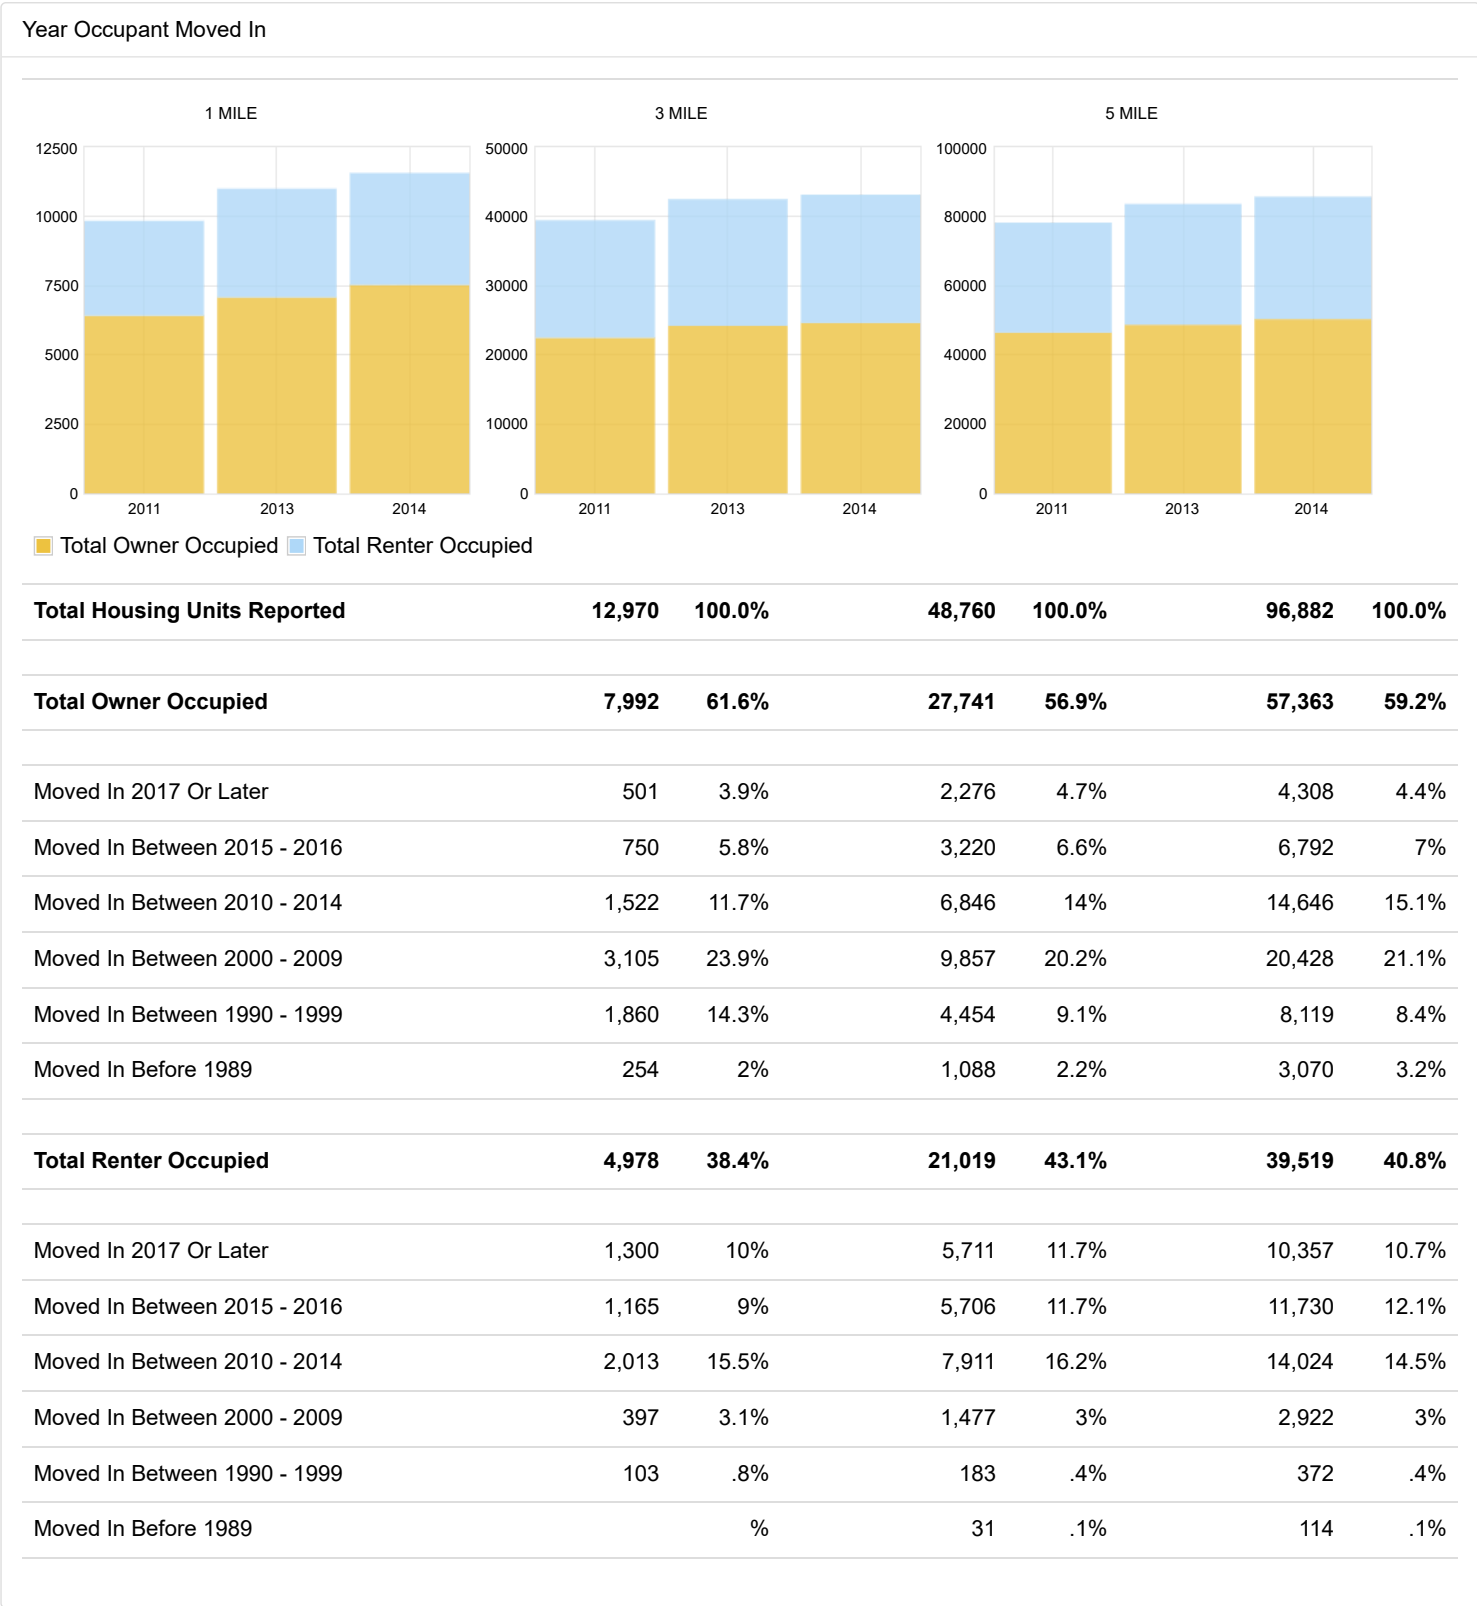 Year Occupant Moved In
1 MILE
12500
10000
7500
5000
2500
0
2011 2013 2014
3 MILE
50000
40000
30000
20000
10000
0
2011 2013 2014
5 MILE
100000
80000
60000
40000
20000
0
2011 2013 2014
Total Owner Occupied Total Renter Occupied
Total Housing Units Reported 12,970 100.0% 48,760 100.0% 96,882 100.0%
Total Owner Occupied 7,992 61.6% 27,741 56.9% 57,363 59.2%
Moved In 2017 Or Later 501 3.9% 2,276 4.7% 4,308 4.4%
Moved In Between 2015 - 2016 750 5.8% 3,220 6.6% 6,792 7%
Moved In Between 2010 - 2014 1,522 11.7% 6,846 14% 14,646 15.1%
Moved In Between 2000 - 2009 3,105 23.9% 9,857 20.2% 20,428 21.1%
Moved In Between 1990 - 1999 1,860 14.3% 4,454 9.1% 8,119 8.4%
Moved In Before 1989 254 2% 1,088 2.2% 3,070 3.2%
Total Renter Occupied 4,978 38.4% 21,019 43.1% 39,519 40.8%
Moved In 2017 Or Later 1,300 10% 5,711 11.7% 10,357 10.7%
Moved In Between 2015 - 2016 1,165 9% 5,706 11.7% 11,730 12.1%
Moved In Between 2010 - 2014 2,013 15.5% 7,911 16.2% 14,024 14.5%
Moved In Between 2000 - 2009 397 3.1% 1,477 3% 2,922 3%
Moved In Between 1990 - 1999 103 .8% 183 .4% 372 .4%
Moved In Before 1989 % 31 .1% 114 .1%